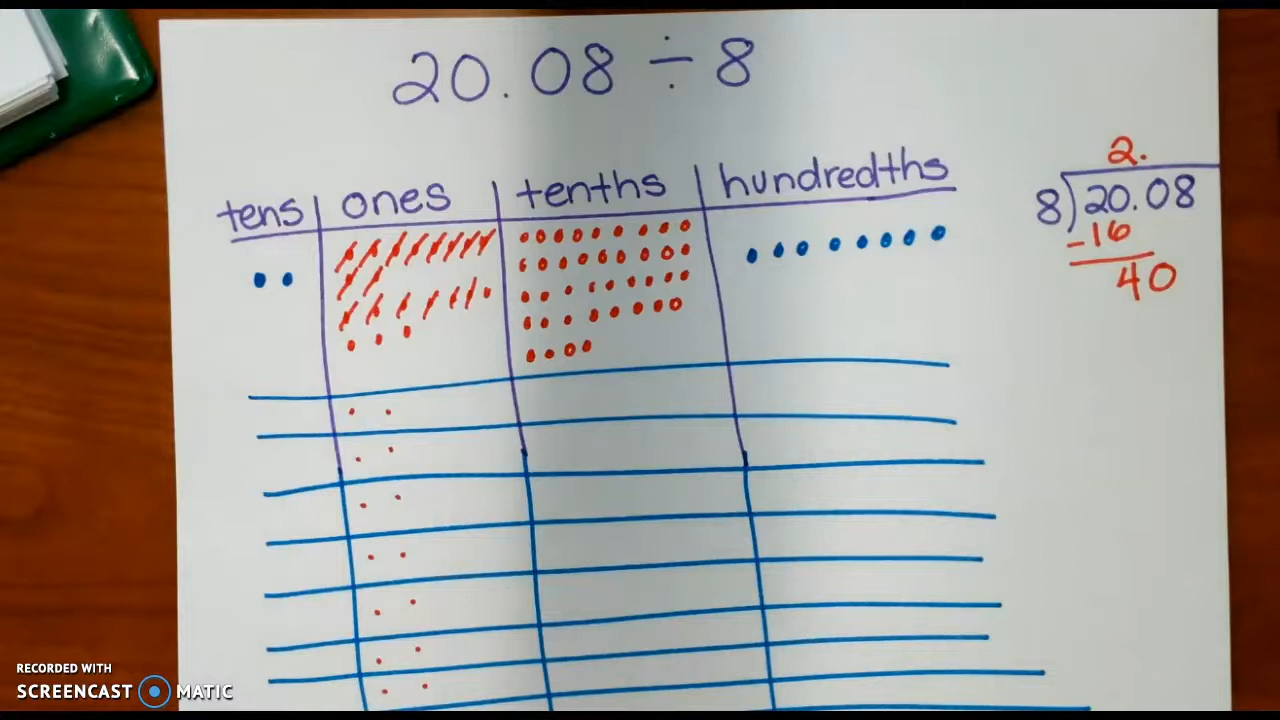 20.08 ÷ 8
tens ones tenths hundredths
2.
8)20.08
-16
40
RECORDED WITH
SCREENCAST MATIC